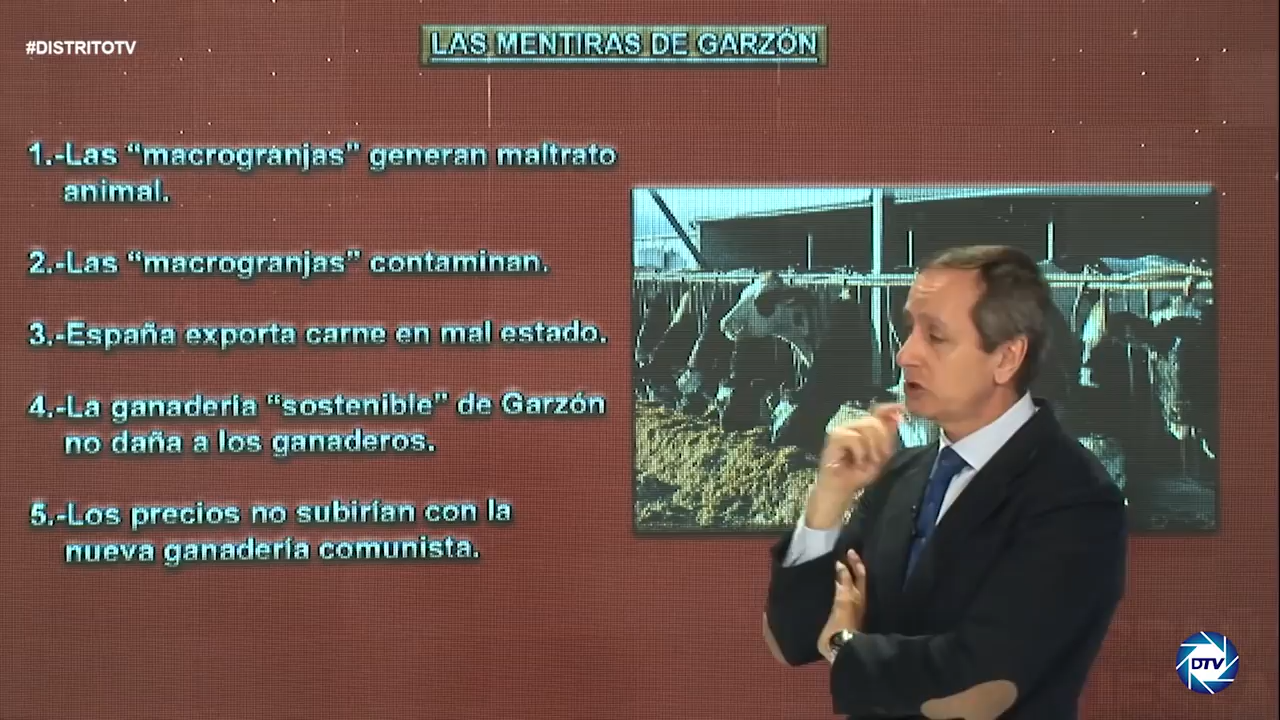 #DISTRITOTV
LAS MENTIRAS DE GARZÓN
1.-Las “macrogranjas” generan maltrato
animal.
2.-Las “macrogranjas” contaminan.
3.-España exporta carne en mal estado.
4.-La ganadería “sostenible” de Garzón
no daña a los ganaderos.
5.-Los precios no subirían con la
nueva ganadería comunista.
DTV